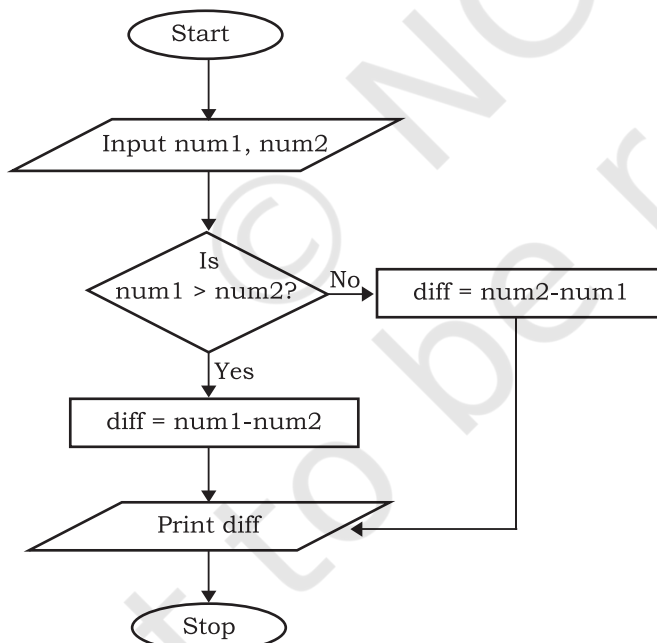 Start
Input num1, num2
Is
num1 > num2?
No
diff = num2-num1
Yes
diff = num1-num2
Print diff
Stop